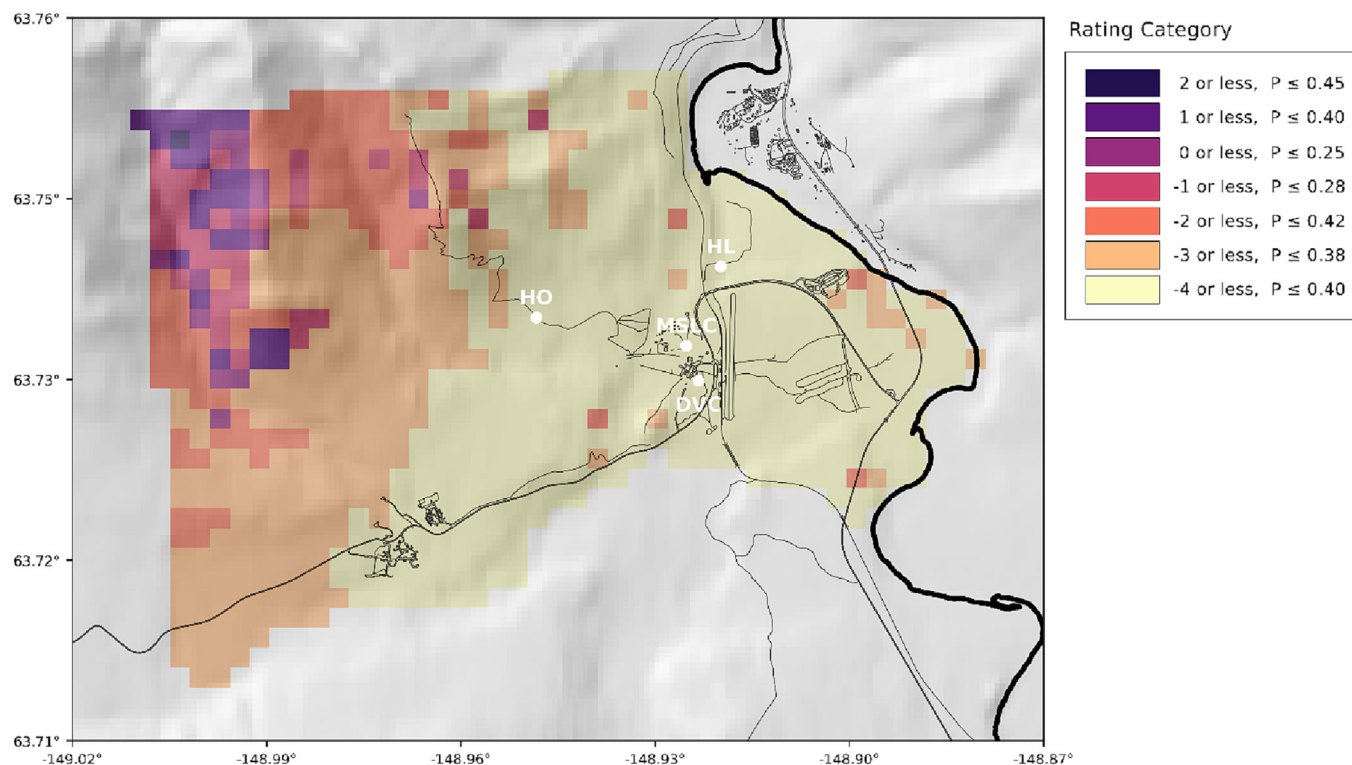 63.76°
63.75°
63.73°
63.72°
63.71°
-149.02°
-148.99°
-148.96°
-148.93°
-148.90°
-148.87°
HL
HO
MSLC
DVC
Rating Category
2 or less, P ≤ 0.45
1 or less, P ≤ 0.40
0 or less, P ≤ 0.25
-1 or less, P ≤ 0.28
-2 or less, P ≤ 0.42
-3 or less, P ≤ 0.38
-4 or less, P ≤ 0.40